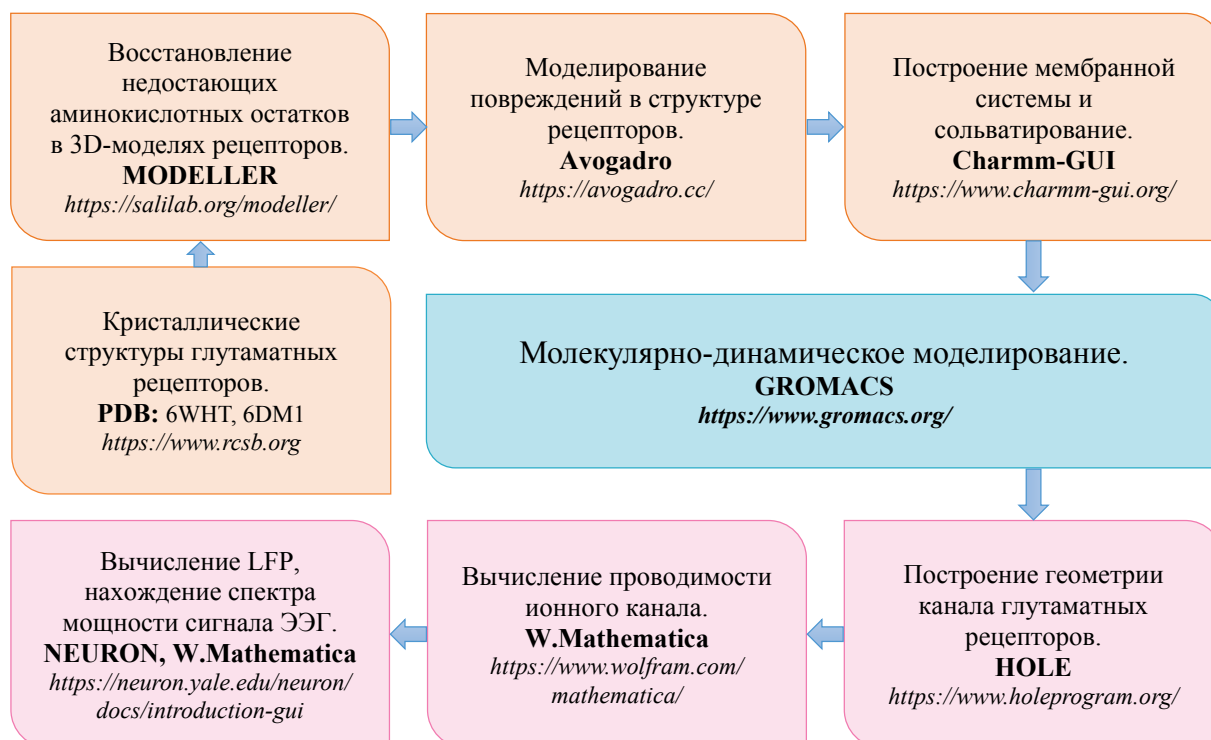 Восстановление
недостающих
аминокислотных остатков
в 3D-моделях рецепторов.
MODELLER
https://salilab.org/modeller/
Моделирование
повреждений в структуре
рецепторов.
Avogadro
https://avogadro.cc/
Построение мембранной
системы и
сольватирование.
Charmm-GUI
https://www.charmm-gui.org/
Кристаллические
структуры глутаматных
рецепторов.
PDB: 6WHT, 6DM1
https://www.rcsb.org
Молекулярно-динамическое моделирование.
GROMACS
https://www.gromacs.org/
Вычисление LFP,
нахождение спектра
мощности сигнала ЭЭГ.
NEURON, W.Mathematica
https://neuron.yale.edu/neuron/
docs/introduction-gui
Вычисление проводимости
ионного канала.
W.Mathematica
https://www.wolfram.com/
mathematica/
Построение геометрии
канала глутаматных
рецепторов.
HOLE
https://www.holeprogram.org/